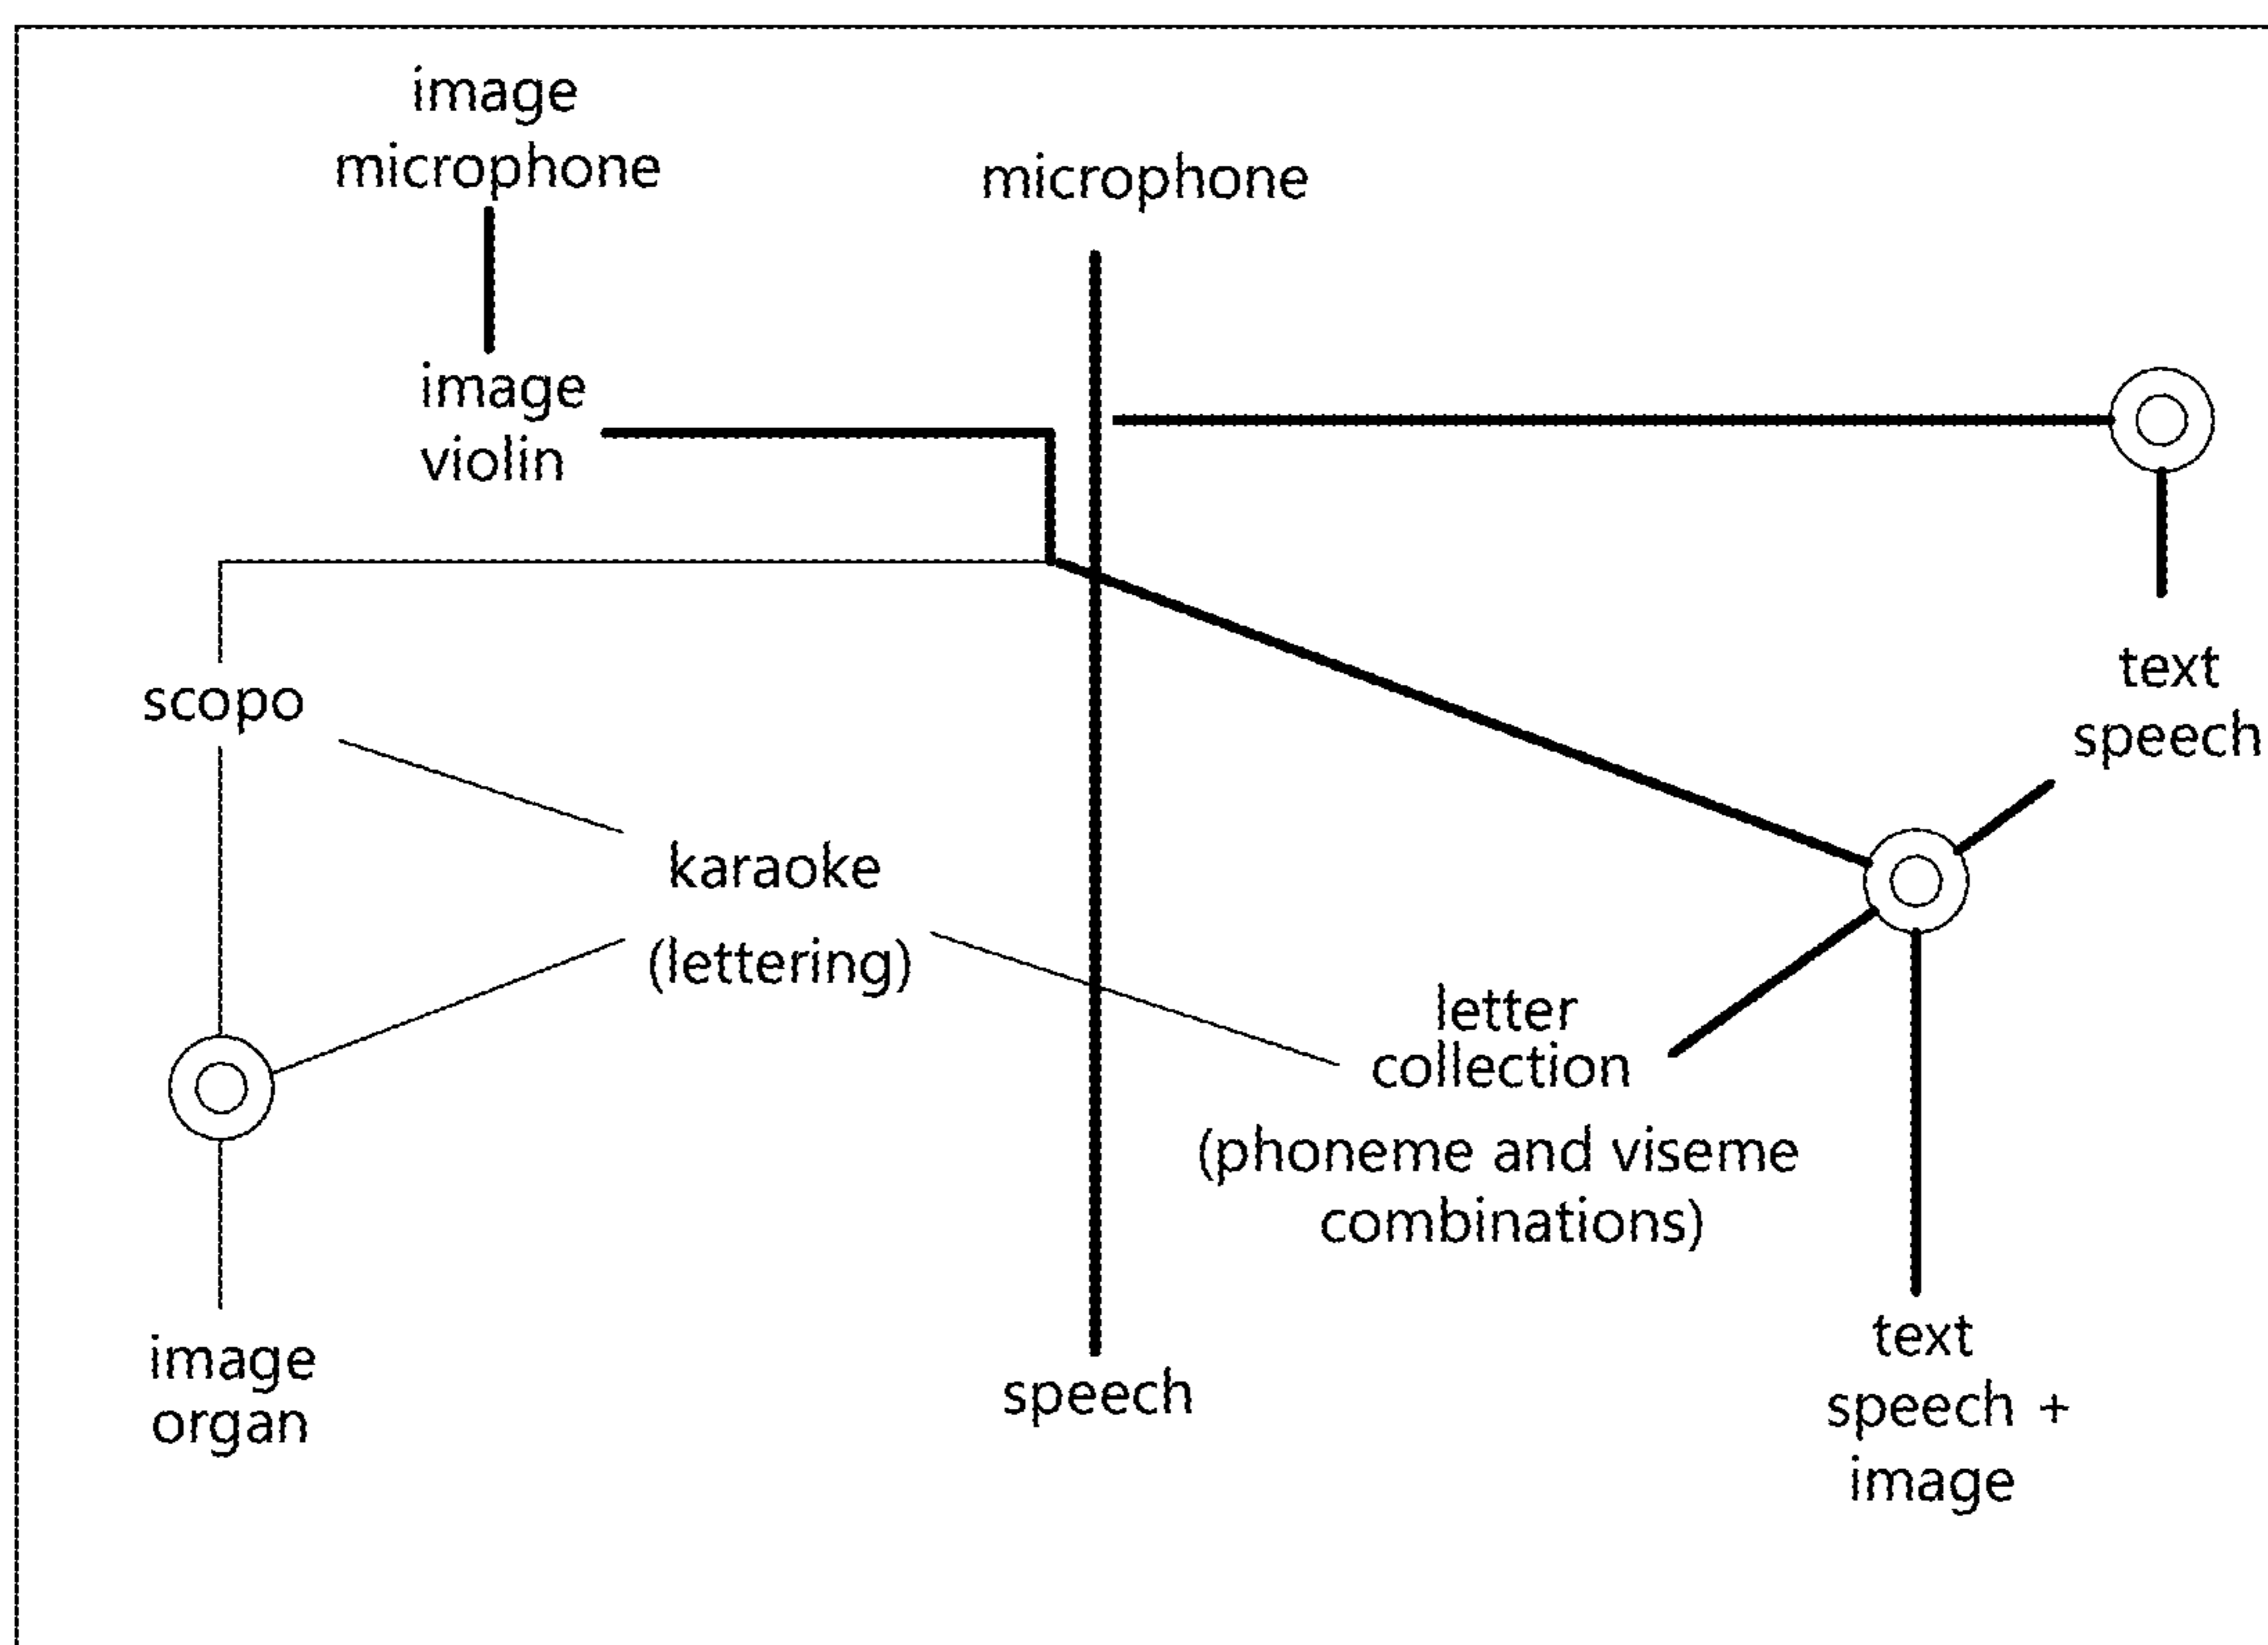 image
microphone
microphone
image
violin
text
speech
scopo
karaoke
(lettering)
letter
collection
(phoneme and viseme
combinations)
image
organ
speech
text
speech +
image